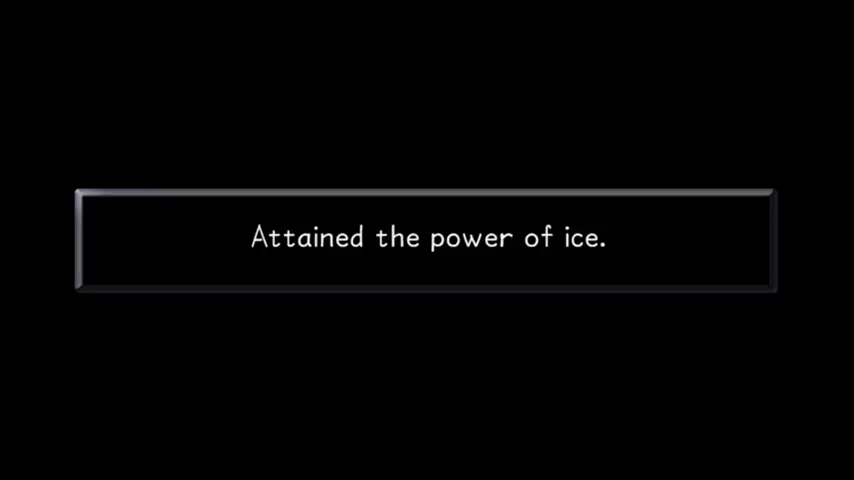 Attained the power of ice.